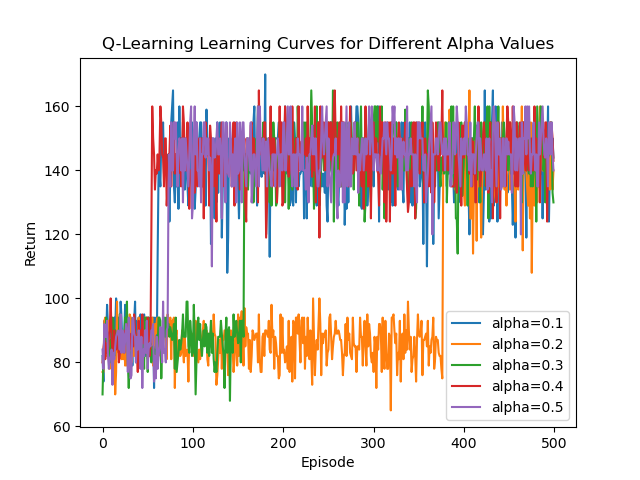 Q-Learning Learning Curves for Different Alpha Values
160
140
120
100
80
60
Return
0
100
200
300
400
500
Episode
alpha=0.1
alpha=0.2
alpha=0.3
alpha=0.4
alpha=0.5